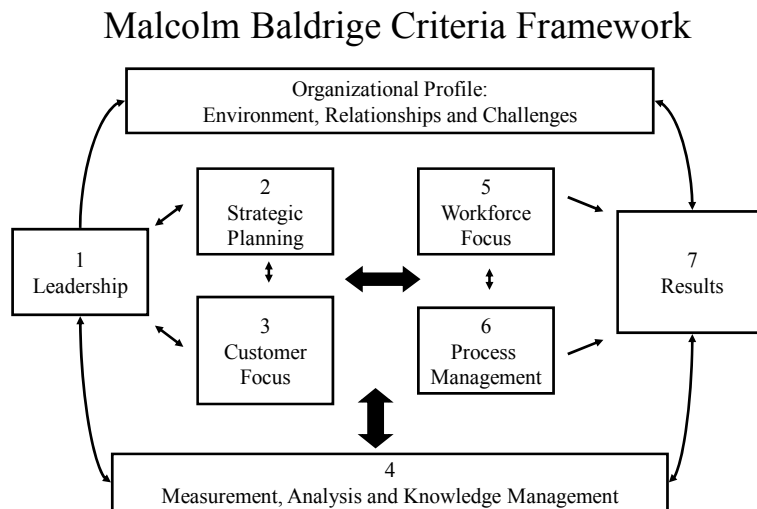 Malcolm Baldrige Criteria Framework
Organizational Profile:
Environment, Relationships and Challenges
1
Leadership
2
Strategic
Planning
3
Customer
Focus
5
Workforce
Focus
6
Process
Management
7
Results
4
Measurement, Analysis and Knowledge Management